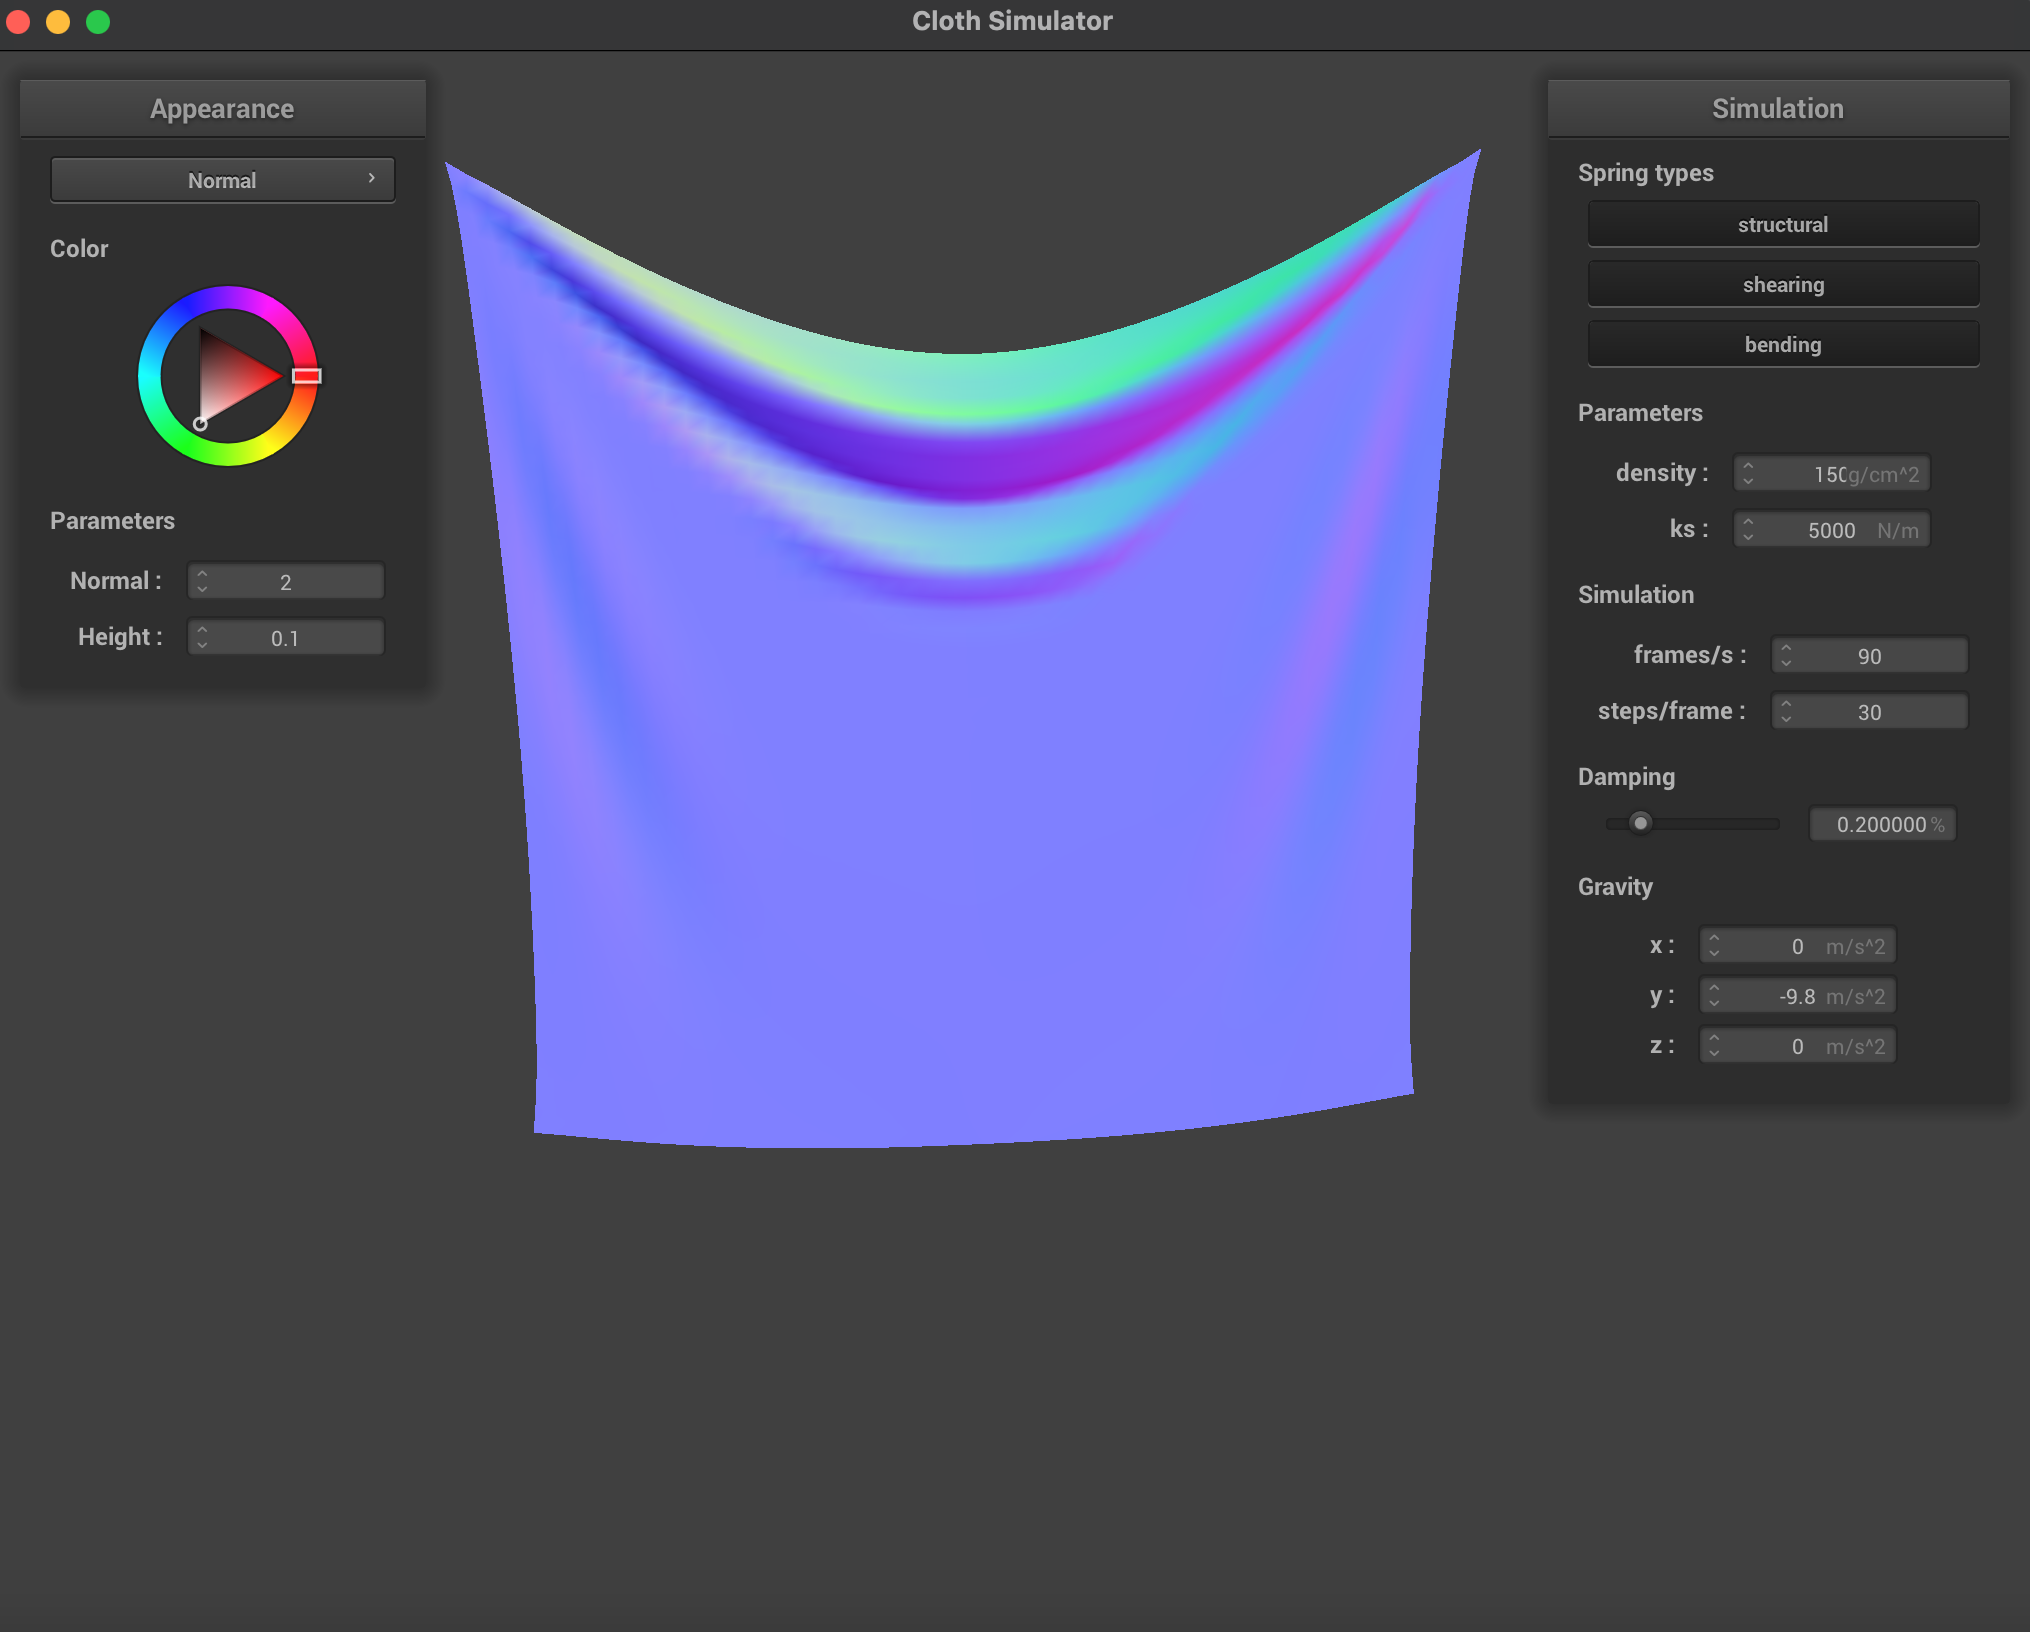 Cloth Simulator
Appearance
Normal
Color
Parameters
Normal : 2
Height : 0.1
Simulation
Spring types
structural
shearing
bending
Parameters
density : 150 g/cm^2
ks : 5000 N/m
Simulation
frames/s : 90
steps/frame : 30
Damping
0.200000 %
Gravity
x : 0 m/s^2
y : -9.8 m/s^2
z : 0 m/s^2